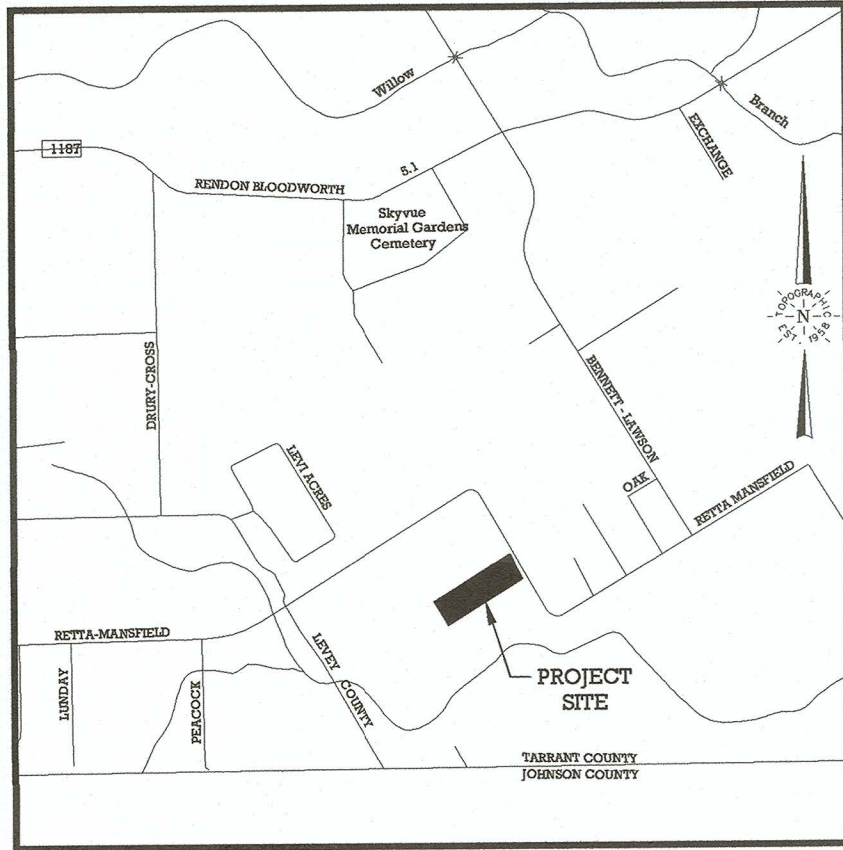 Willow
Branch
1187
EXCHANGE
5.1
RENDON BLOODWORTH
Skyvue
Memorial Gardens
Cemetery
TOPOGRAPHIC
N
EST. 1958
DRURY-CROSS
BENNETT - LAWSON
LEVI ACRES
OAK
RETTA MANSFIELD
RETTA-MANSFIELD
LEVEY COUNTY
LUNDAY
PEACOCK
PROJECT
SITE
TARRANT COUNTY
JOHNSON COUNTY